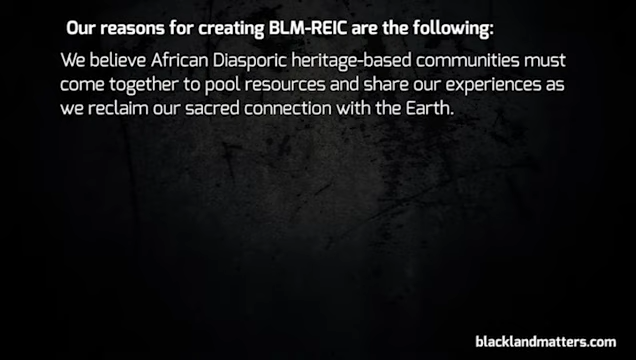 Our reasons for creating BLM-REIC are the following:
We believe African Diasporic heritage-based communities must
come together to pool resources and share our experiences as
we reclaim our sacred connection with the Earth.
blacklandmatters.com